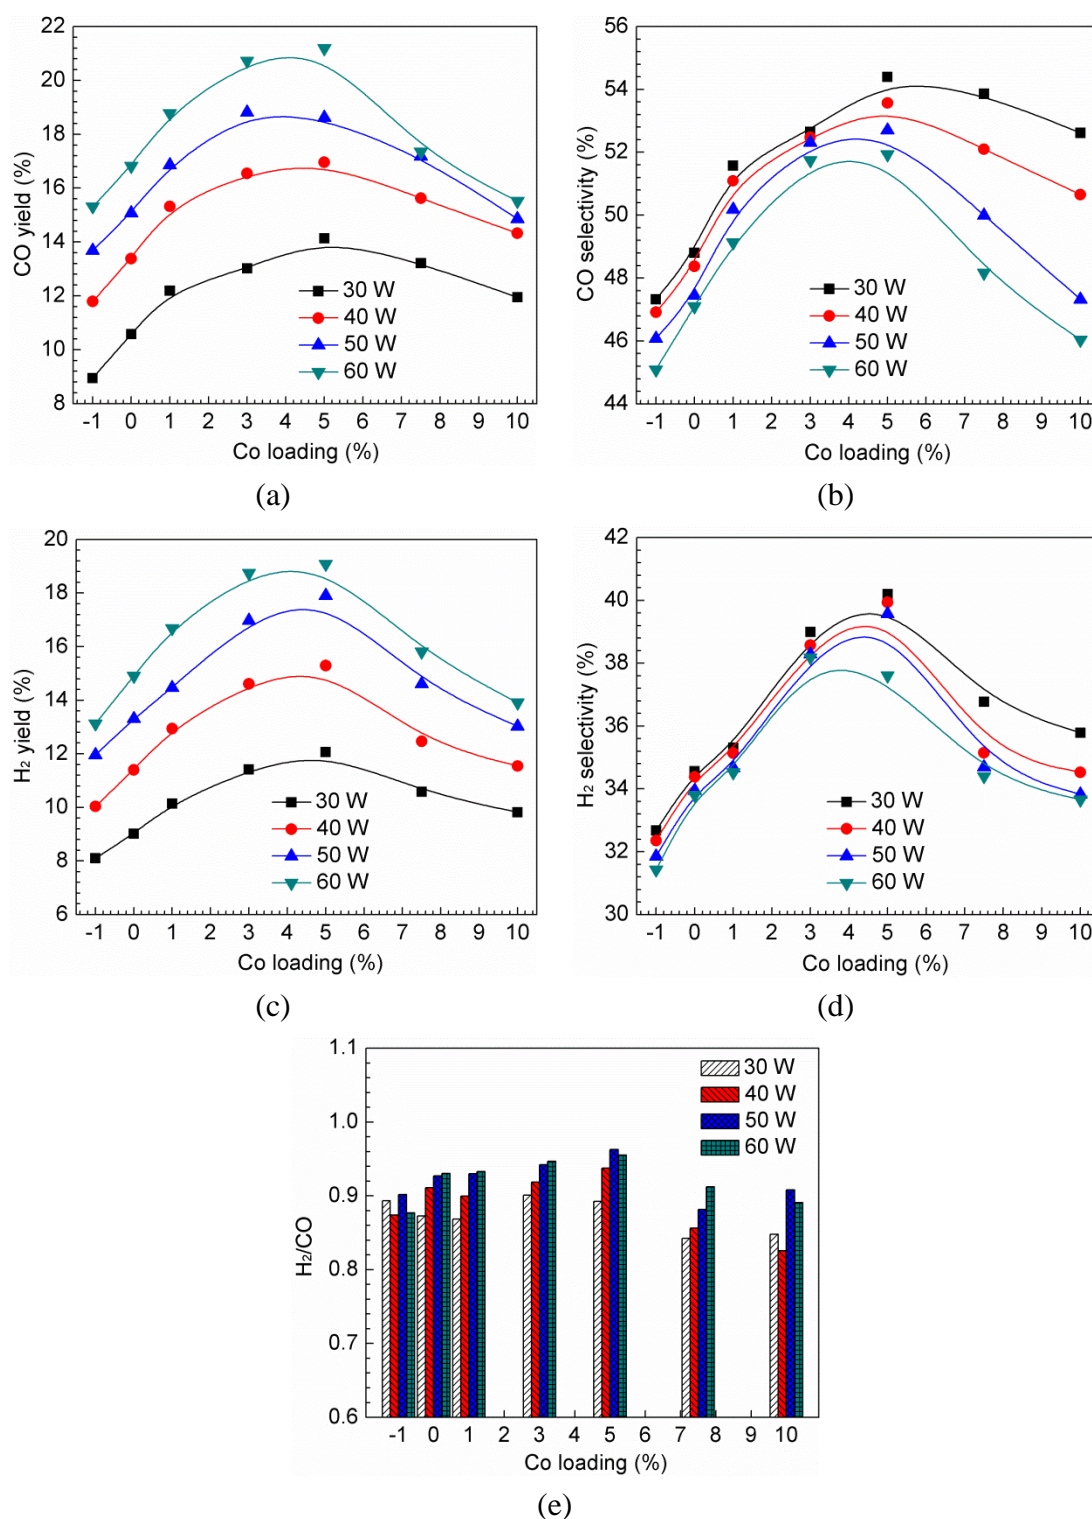 22
20
18
16
14
12
10
8
CO yield (%)
30 W
40 W
50 W
60 W
-1 0 1 2 3 4 5 6 7 8 9 10
Co loading (%)
(a)
56
54
52
50
48
46
44
CO selectivity (%)
30 W
40 W
50 W
60 W
-1 0 1 2 3 4 5 6 7 8 9 10
Co loading (%)
(b)
20
18
16
14
12
10
8
6
H₂ yield (%)
30 W
40 W
50 W
60 W
-1 0 1 2 3 4 5 6 7 8 9 10
Co loading (%)
(c)
42
40
38
36
34
32
30
H₂ selectivity (%)
30 W
40 W
50 W
60 W
-1 0 1 2 3 4 5 6 7 8 9 10
Co loading (%)
(d)
1.1
1.0
0.9
0.8
0.7
0.6
H₂/CO
30 W
40 W
50 W
60 W
-1 0 1 2 3 4 5 6 7 8 9 10
Co loading (%)
(e)